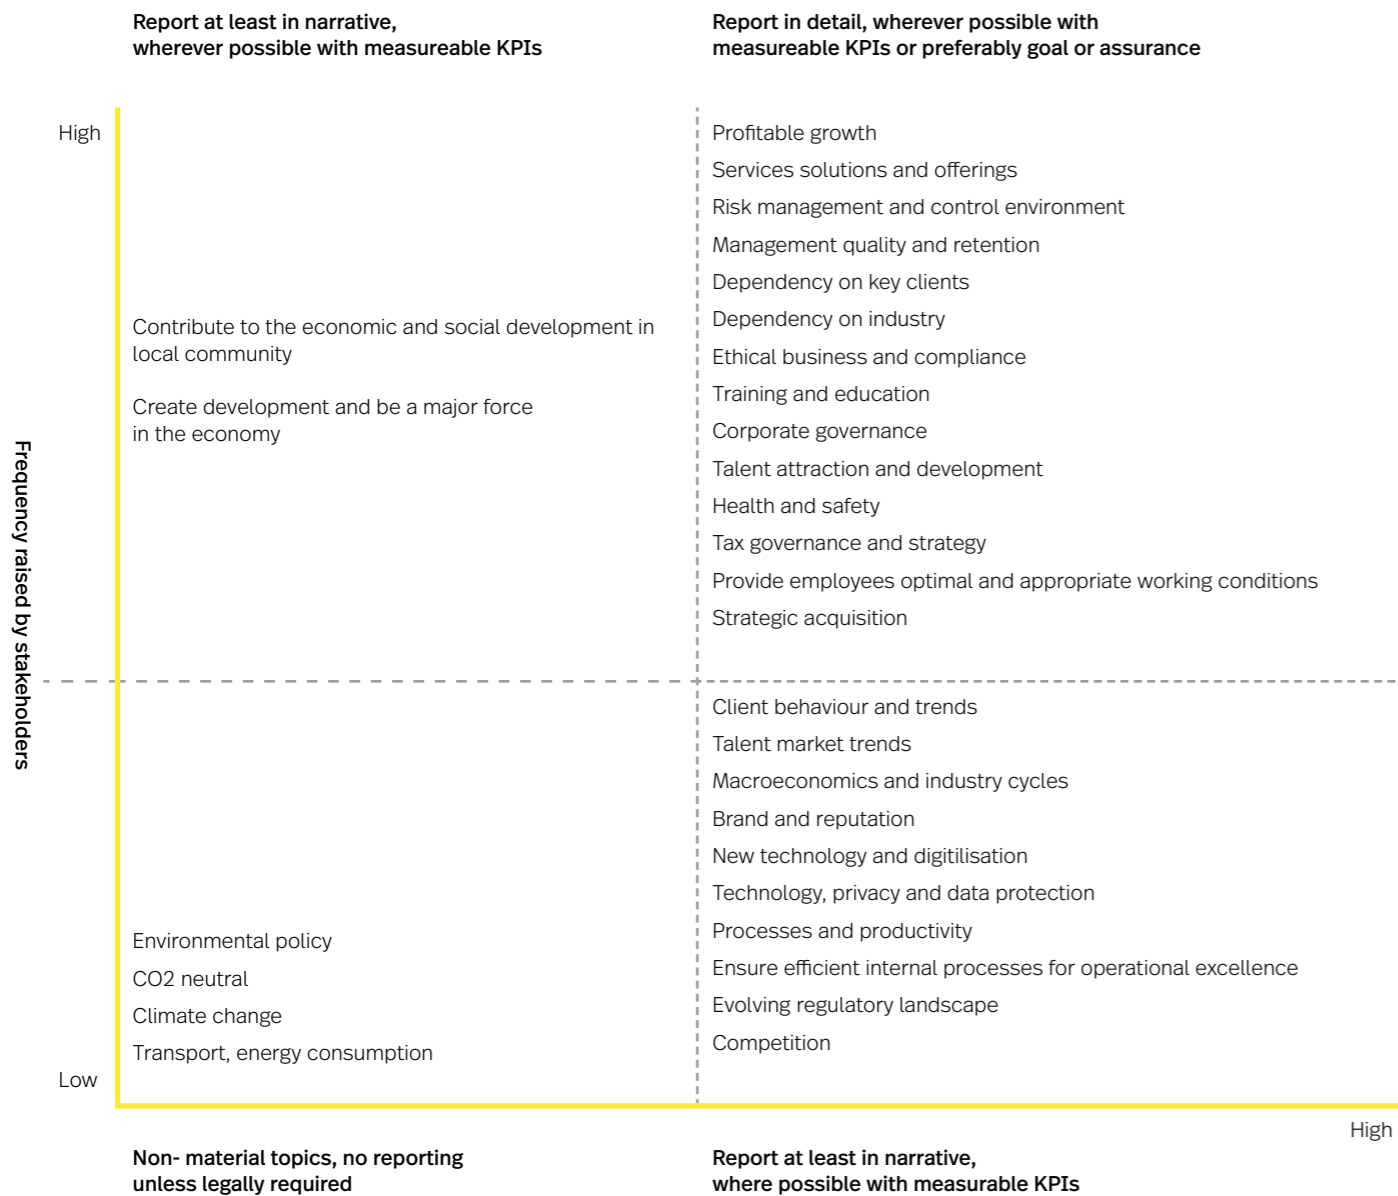 Report at least in narrative,
wherever possible with measureable KPIs
Report in detail, wherever possible with
measureable KPIs or preferably goal or assurance
High
Frequency raised by stakeholders
Contribute to the economic and social development in
local community
Create development and be a major force
in the economy
Profitable growth
Services solutions and offerings
Risk management and control environment
Management quality and retention
Dependency on key clients
Dependency on industry
Ethical business and compliance
Training and education
Corporate governance
Talent attraction and development
Health and safety
Tax governance and strategy
Provide employees optimal and appropriate working conditions
Strategic acquisition
Environmental policy
CO2 neutral
Climate change
Transport, energy consumption
Client behaviour and trends
Talent market trends
Macroeconomics and industry cycles
Brand and reputation
New technology and digitilisation
Technology, privacy and data protection
Processes and productivity
Ensure efficient internal processes for operational excellence
Evolving regulatory landscape
Competition
Low
High
Non- material topics, no reporting
unless legally required
Report at least in narrative,
where possible with measurable KPIs